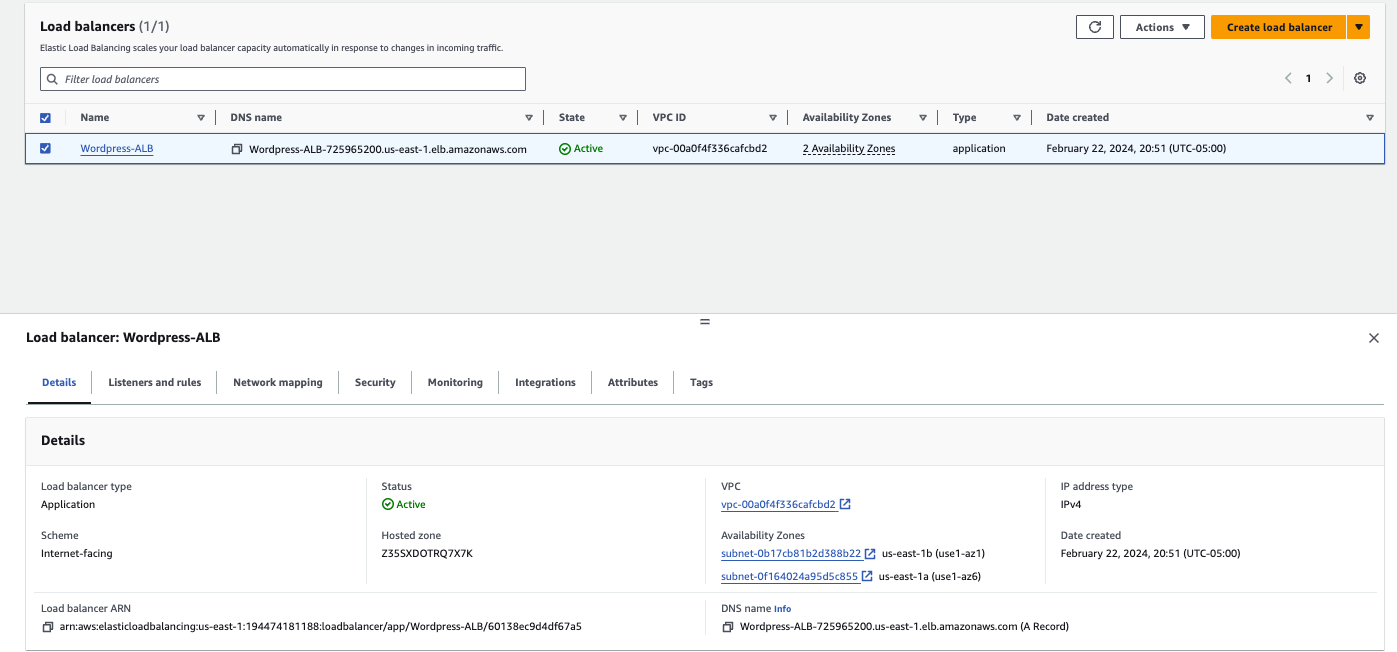 Load balancers (1/1)
Actions
Create load balancer
Elastic Load Balancing scales your load balancer capacity automatically in response to changes in incoming traffic.
Filter load balancers
1
Name DNS name State VPC ID Availability Zones Type Date created
Wordpress-ALB Wordpress-ALB-725965200.us-east-1.elb.amazonaws.com Active vpc-00a0f4f336cafcbd2 2 Availability Zones application February 22, 2024, 20:51 (UTC-05:00)
Load balancer: Wordpress-ALB
Details Listeners and rules Network mapping Security Monitoring Integrations Attributes Tags
Details
Load balancer type Status VPC IP address type
Application Active vpc-00a0f4f336cafcbd2 IPv4
Scheme Hosted zone Availability Zones Date created
Internet-facing Z35SXDOTRQ7X7K subnet-0b17cb81b2d388b22 us-east-1b (use1-az1) February 22, 2024, 20:51 (UTC-05:00)
subnet-0f164024a95d5c855 us-east-1a (use1-az6)
Load balancer ARN DNS name Info
arn:aws:elasticloadbalancing:us-east-1:194474181188:loadbalancer/app/Wordpress-ALB/60138ec9d4df67a5 Wordpress-ALB-725965200.us-east-1.elb.amazonaws.com (A Record)